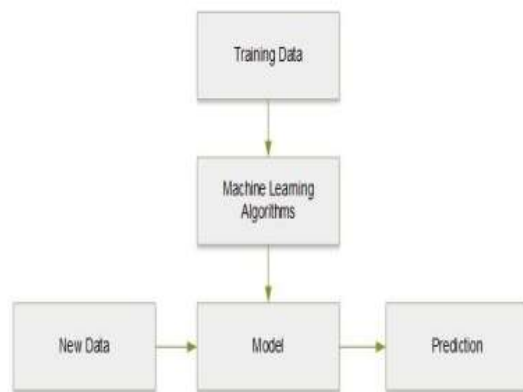 Training Data
Machine Learning
Algorithms
New Data
Model
Prediction